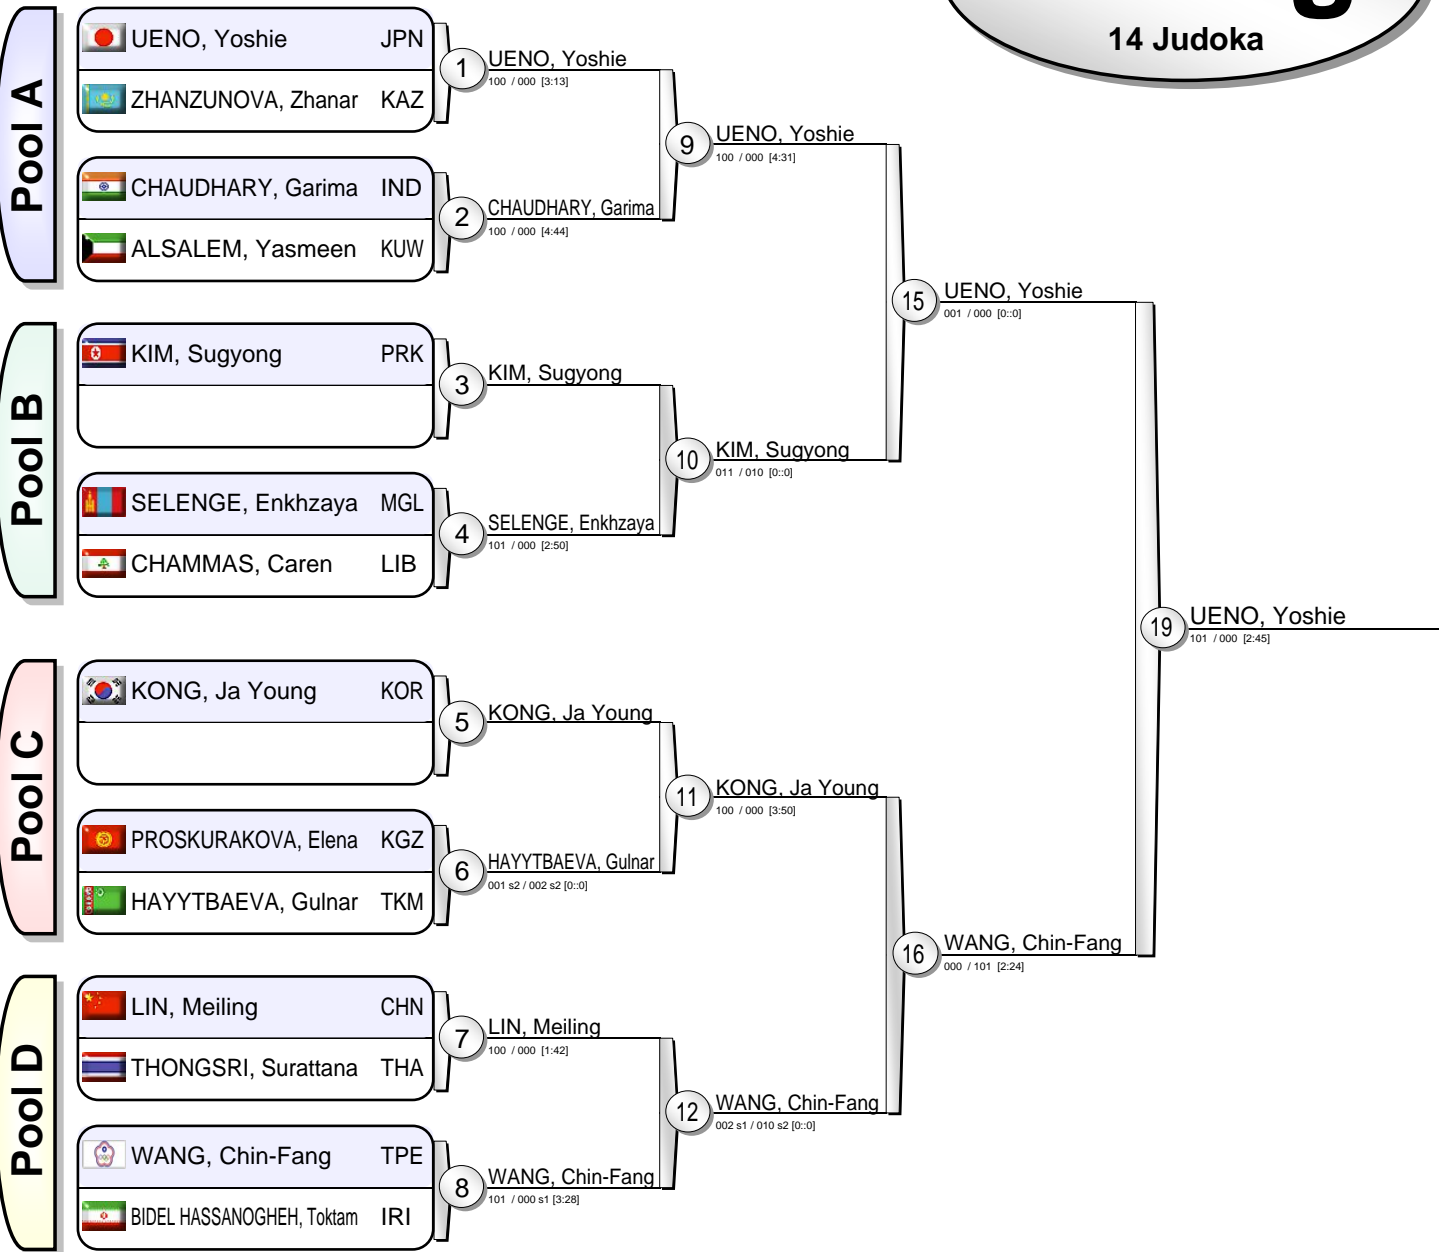 g
14 Judoka
Pool A
UENO, Yoshie JPN
ZHANZUNOVA, Zhanar KAZ
CHAUDHARY, Garima IND
ALSALEM, Yasmeen KUW
1
UENO, Yoshie
100 / 000 [3:13]
2
CHAUDHARY, Garima
100 / 000 [4:44]
9
UENO, Yoshie
100 / 000 [4:31]
Pool B
KIM, Sugyong PRK
SELENGE, Enkhzaya MGL
CHAMMAS, Caren LIB
3
KIM, Sugyong
4
SELENGE, Enkhzaya
101 / 000 [2:50]
10
KIM, Sugyong
011 / 010 [0::0]
15
UENO, Yoshie
001 / 000 [0::0]
Pool C
KONG, Ja Young KOR
PROSKURAKOVA, Elena KGZ
HAYYTBAEVA, Gulnar TKM
5
KONG, Ja Young
6
HAYYTBAEVA, Gulnar
001 s2 / 002 s2 [0::0]
11
KONG, Ja Young
100 / 000 [3:50]
Pool D
LIN, Meiling CHN
THONGSRI, Surattana THA
WANG, Chin-Fang TPE
BIDEL HASSANOGHEH, Toktam IRI
7
LIN, Meiling
100 / 000 [1:42]
8
WANG, Chin-Fang
101 / 000 s1 [3:28]
12
WANG, Chin-Fang
002 s1 / 010 s2 [0::0]
16
WANG, Chin-Fang
000 / 101 [2:24]
19
UENO, Yoshie
101 / 000 [2:45]